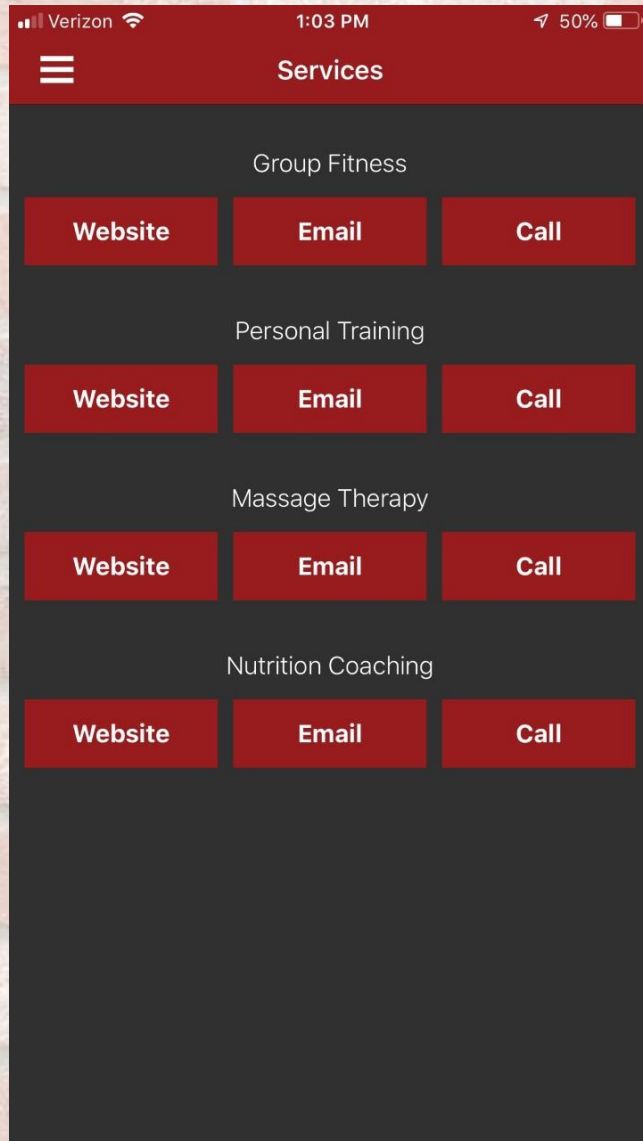 Verizon 1:03 PM 50%
Services
Group Fitness
Website Email Call
Personal Training
Website Email Call
Massage Therapy
Website Email Call
Nutrition Coaching
Website Email Call